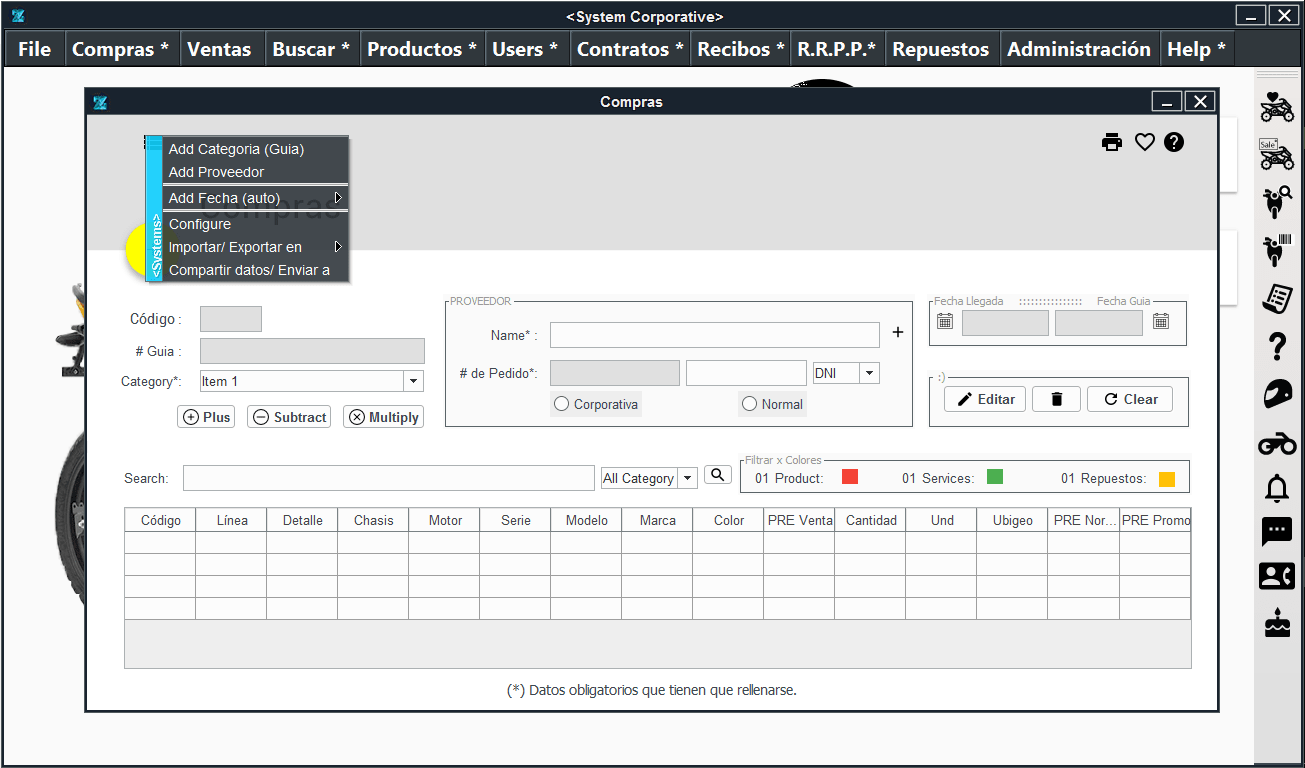 <System Corporative>
File Compras * Ventas Buscar * Productos * Users * Contratos * Recibos * R.R.P.P.* Repuestos Administración Help *
Compras
Add Categoria (Guia)
Add Proveedor
Add Fecha (auto)
Compras
Configure
Importar/ Exportar en
Compartir datos/ Enviar a
<Systems>
Sale
Código :
# Guia :
Category*: Item 1
Plus Subtract Multiply
PROVEEDOR
Name* : +
# de Pedido*: DNI
Corporativa Normal
Fecha Llegada Fecha Guia
:)
Editar Clear
Search: All Category
Filtrar x Colores
01 Product: 01 Services: 01 Repuestos:
Código Línea Detalle Chasis Motor Serie Modelo Marca Color PRE Venta Cantidad Und Ubigeo PRE Nor... PRE Promo
(*) Datos obligatorios que tienen que rellenarse.